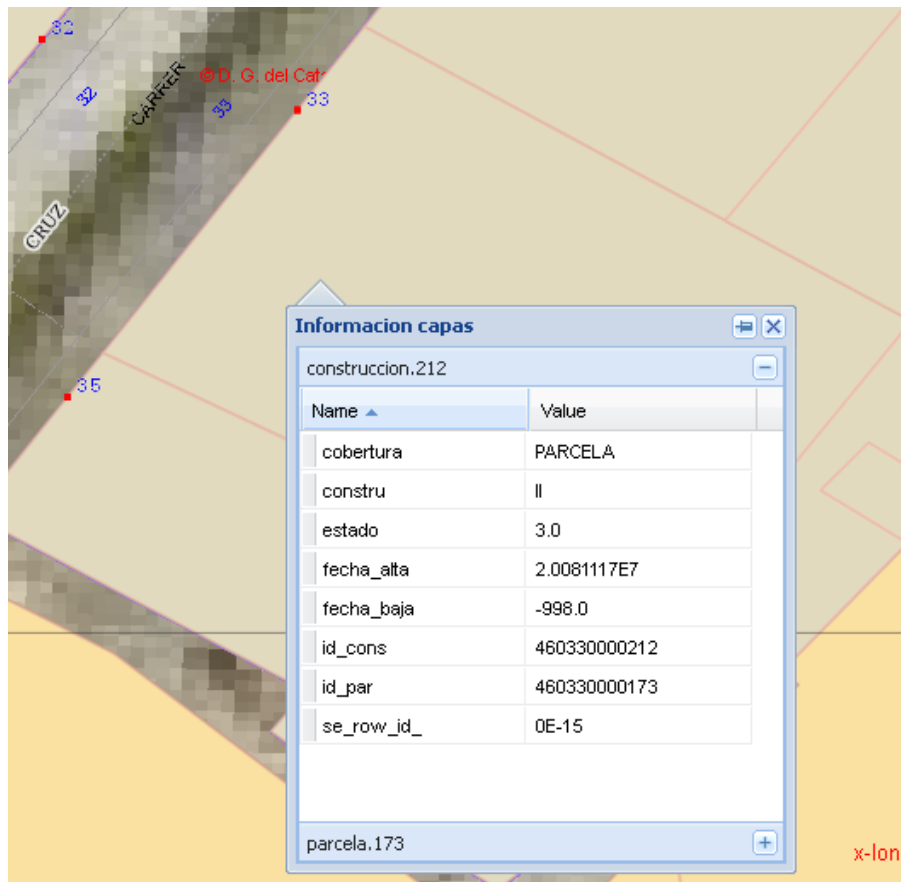 32
© D. G. del Cat
CARRER
32
33
33
CRUZ
Informacion capas
construccion.212
Name Value
35
cobertura PARCELA
constru II
estado 3.0
fecha_alta 2.0081117E7
fecha_baja -998.0
id_cons 460330000212
id_par 460330000173
se_row_id_ 0E-15
parcela.173
x-lon